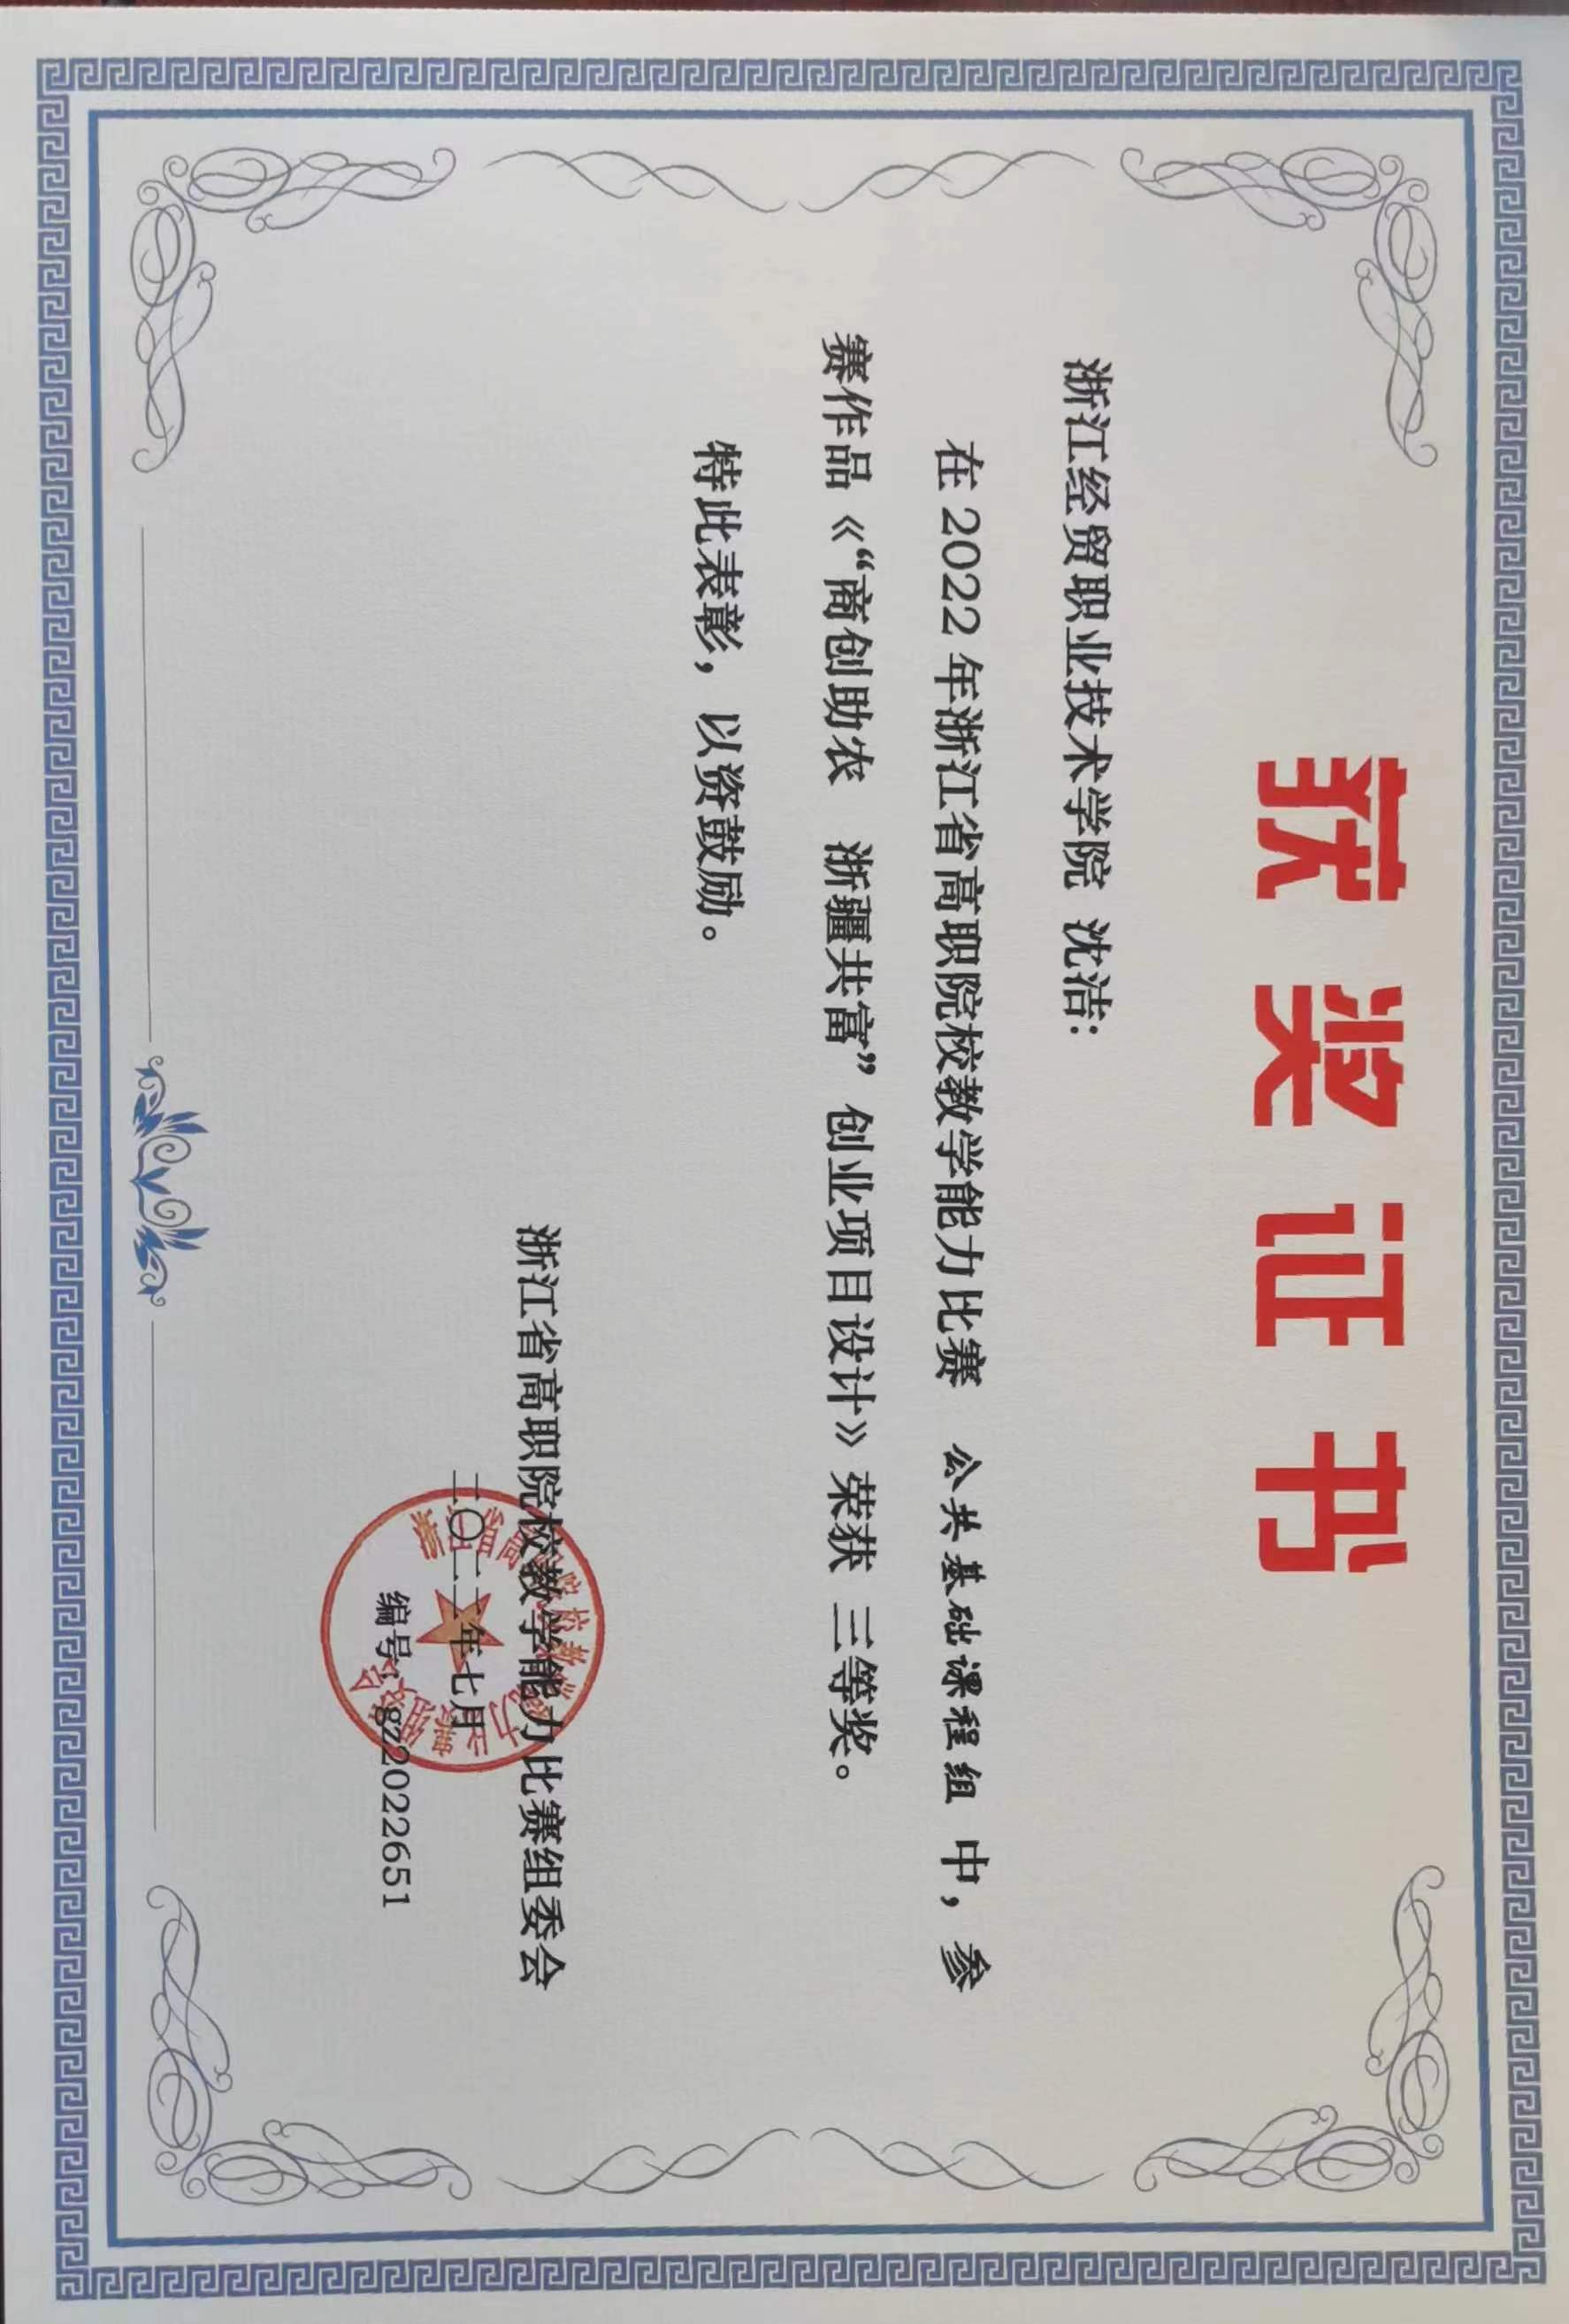 获奖证书
浙江经贸职业技术学院 沈洁：
在 2022 年浙江省高职院校教学能力比赛 公共基础课程组 中，参
赛作品《“商创助农 浙疆共富”创业项目设计》荣获 三等奖。
特此表彰，以资鼓励。
浙江省高职院校教学能力比赛组委会
二〇二二年七月
编号：gz2022651